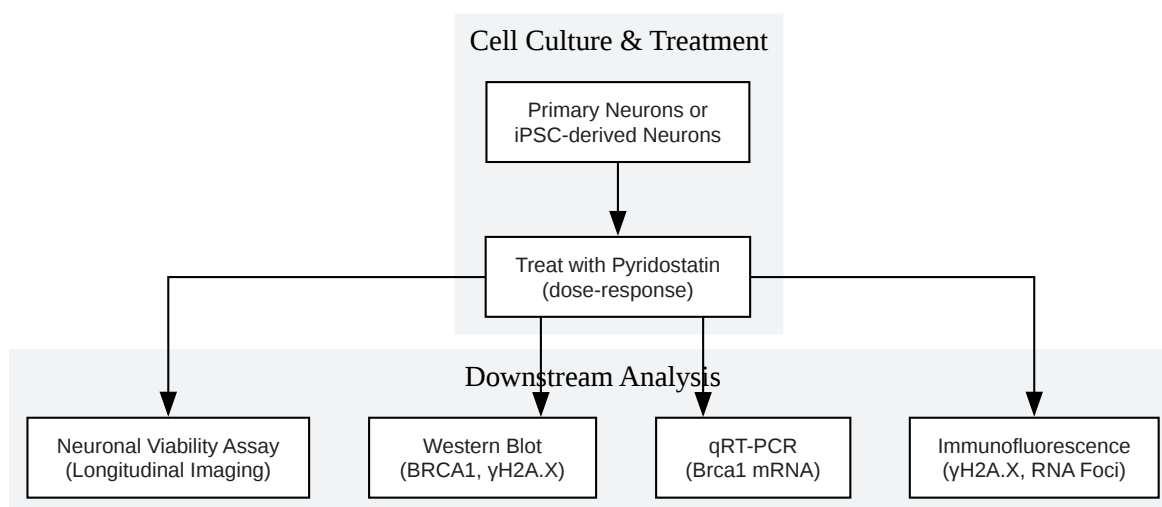 Cell Culture & Treatment
Primary Neurons or
iPSC-derived Neurons
Treat with Pyridostatin
(dose-response)
Downstream Analysis
Neuronal Viability Assay
(Longitudinal Imaging)
Western Blot
(BRCA1, γH2A.X)
qRT-PCR
(Brca1 mRNA)
Immunofluorescence
(γH2A.X, RNA Foci)